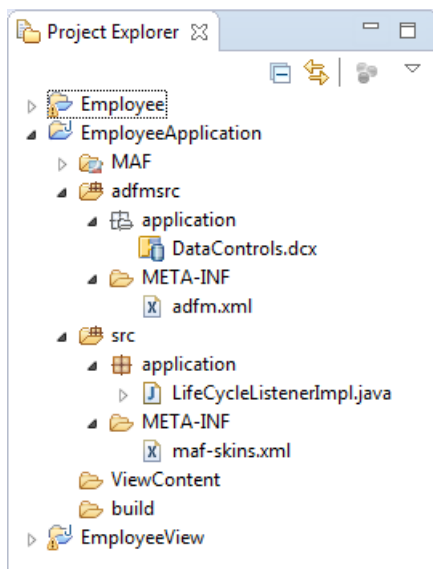 Project Explorer
Employee
EmployeeApplication
MAF
adfmsrc
application
DataControls.dcx
META-INF
adfm.xml
src
application
LifeCycleListenerImpl.java
META-INF
maf-skins.xml
ViewContent
build
EmployeeView